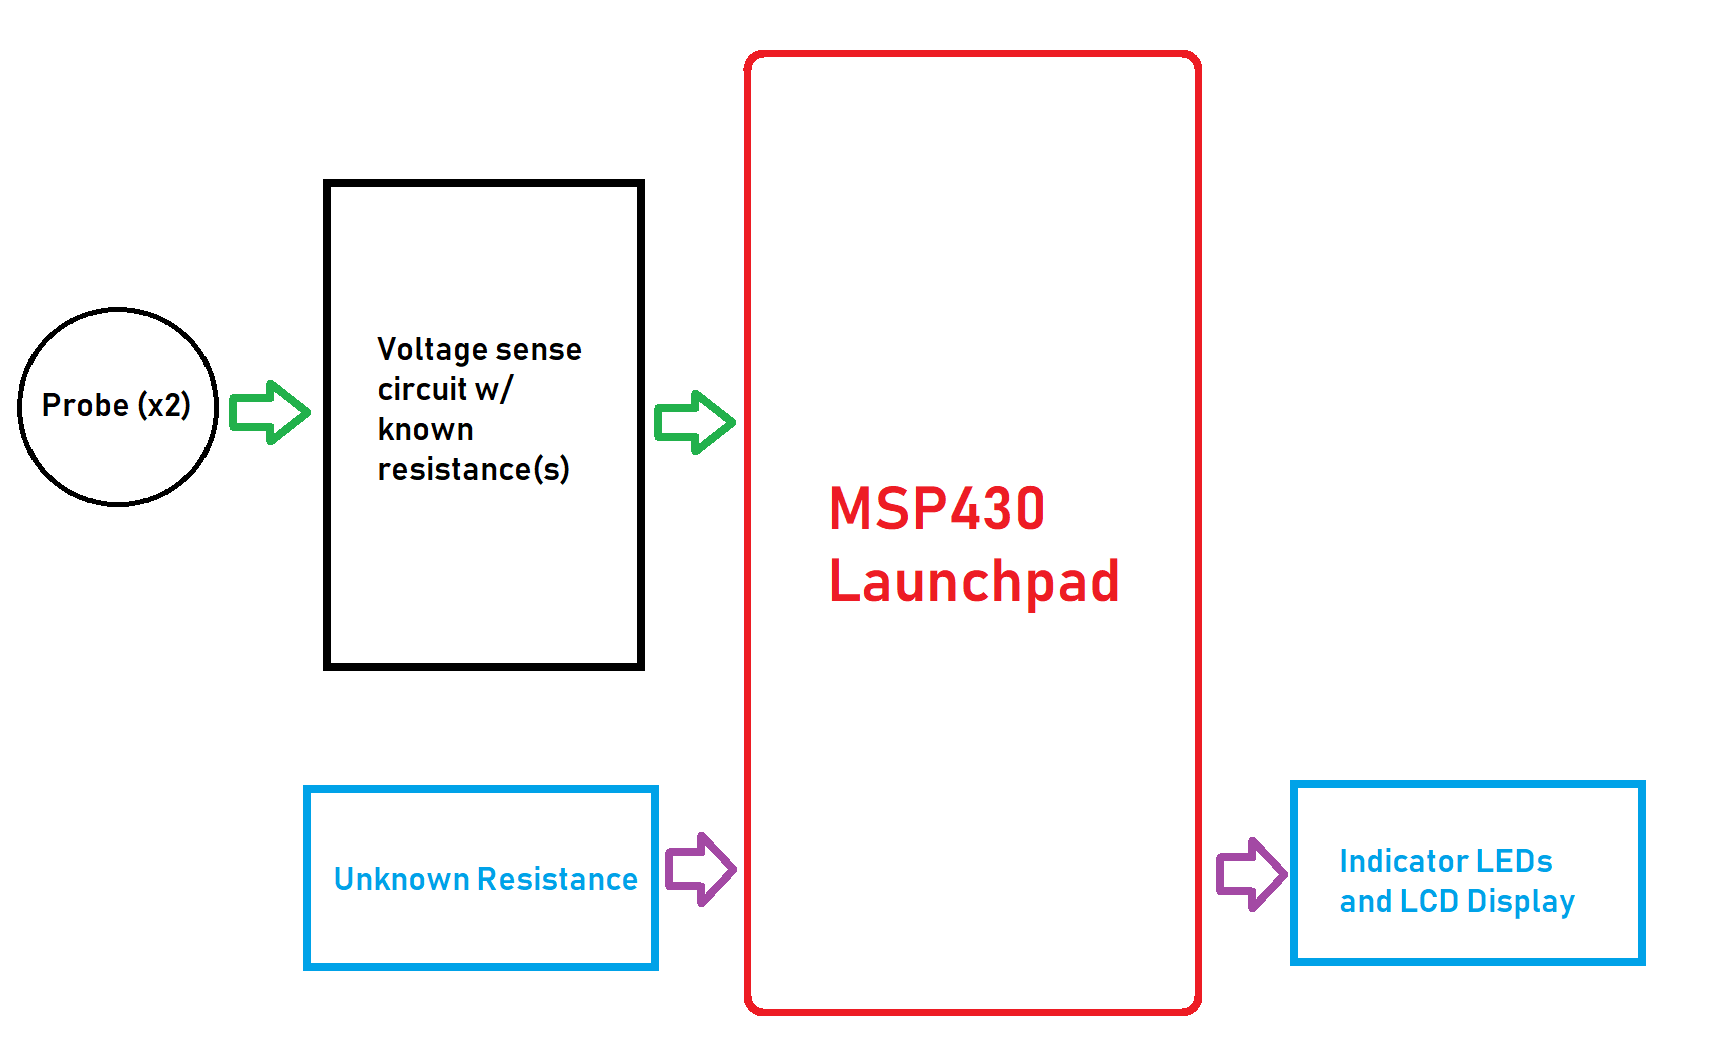 Probe (x2)
Voltage sense
circuit w/
known
resistance(s)
MSP430
Launchpad
Unknown Resistance
Indicator LEDs
and LCD Display